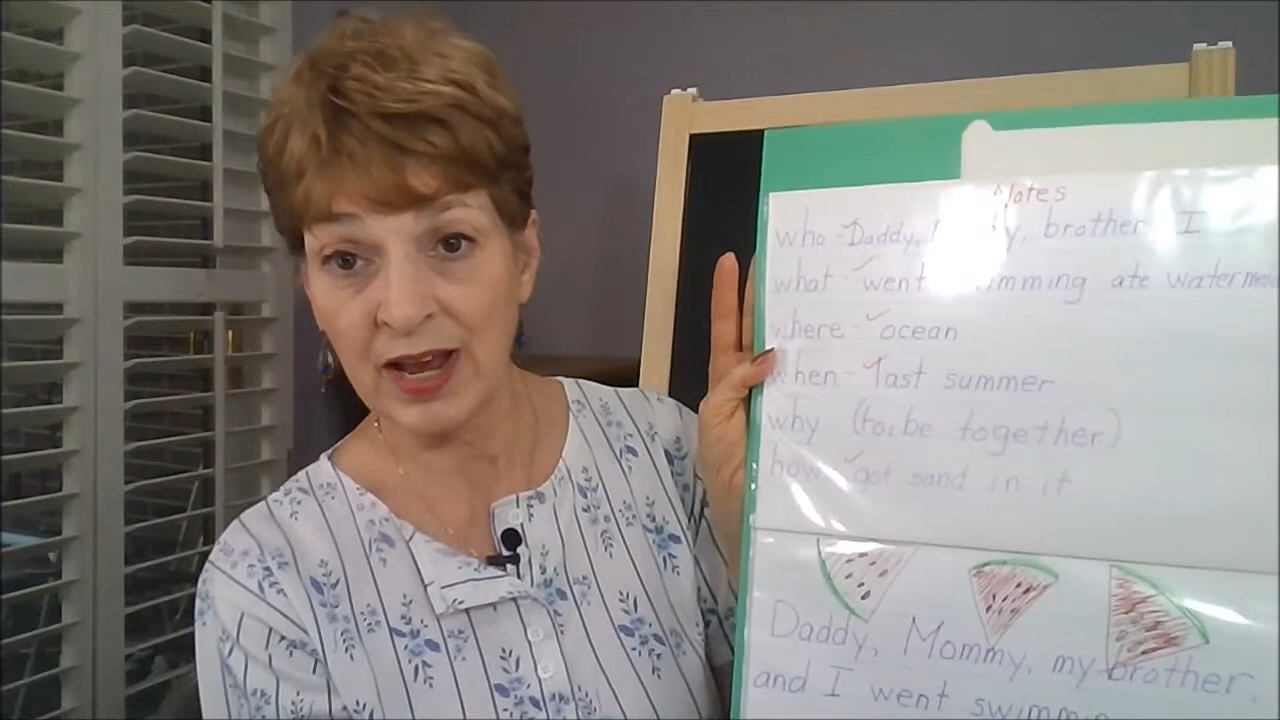 Notes
who - Daddy, brother I
what - went swimming ate
where - ocean
when - last summer
why (to be together)
how got sand in it
Daddy, Mommy, my brother,
and I went